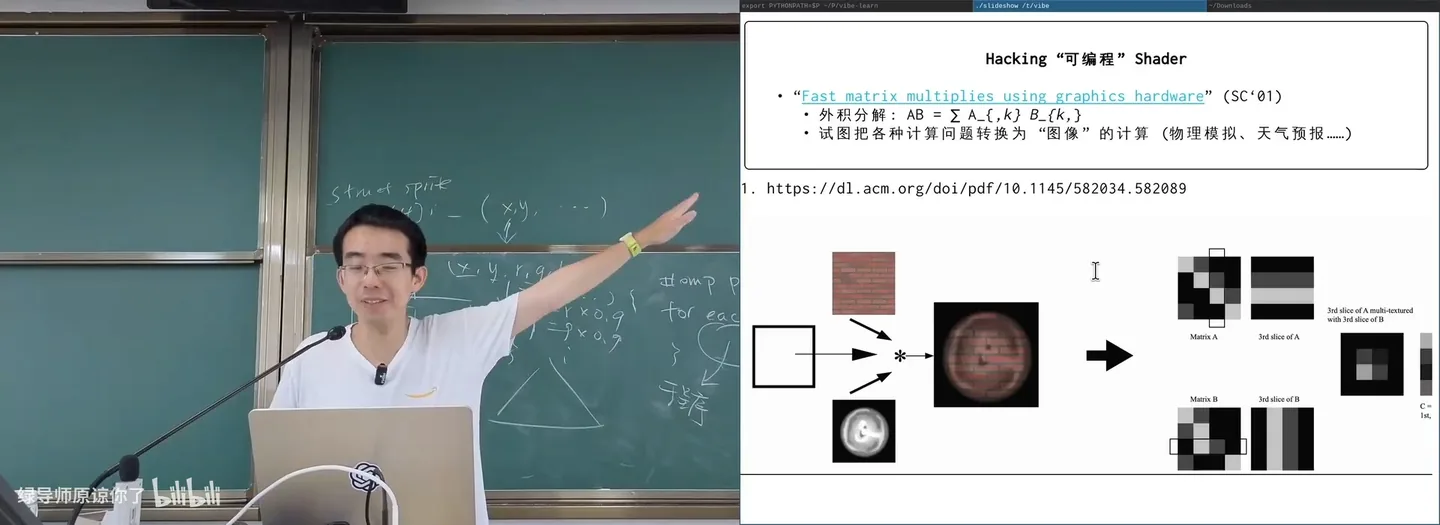 export PYTHONPATH=$P ~/P/vibe-learn
./slideshow /t/vibe
~/Downloads
Hacking “可编程” Shader
• “Fast matrix multiplies using graphics hardware” (SC‘01)
• 外积分解: AB = ∑ A_{,k} B_{k,}
• 试图把各种计算问题转换为 “图像” 的计算 (物理模拟、天气预报……)
1. https://dl.acm.org/doi/pdf/10.1145/582034.582089
*
Matrix A
3rd slice of A
3rd slice of A multi-textured
with 3rd slice of B
Matrix B
3rd slice of B
C =
1st,
struct sprite
(x,y, ...)
(x, y, r, g,
for eac
绿导师原谅你了 bilibili